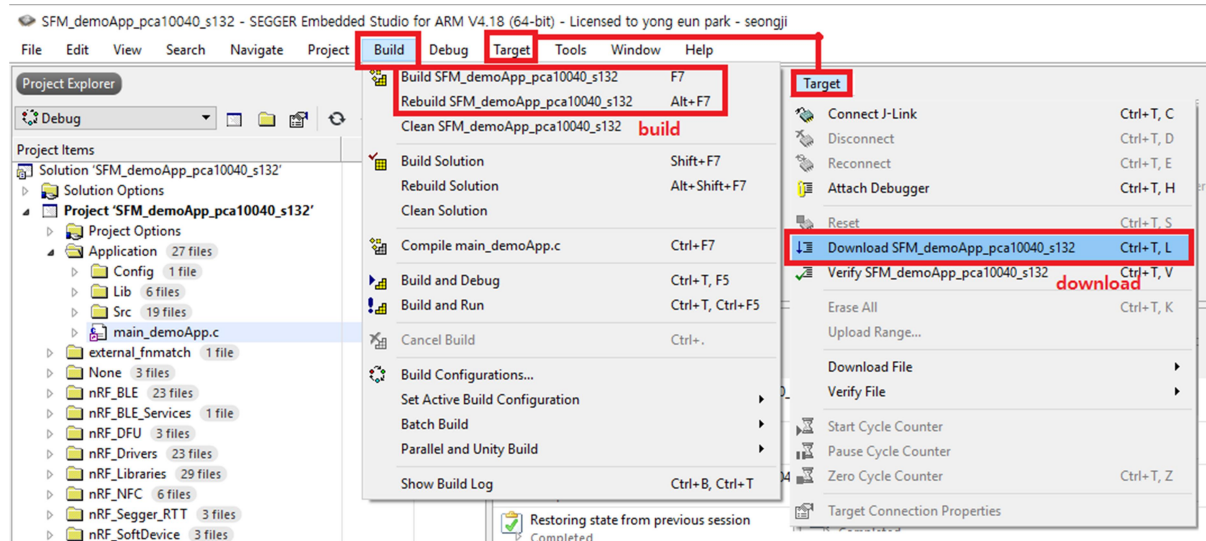 SFM_demoApp_pca10040_s132 - SEGGER Embedded Studio for ARM V4.18 (64-bit) - Licensed to yong eun park - seongji
File Edit View Search Navigate Project Build Debug Target Tools Window Help
Project Explorer
Debug
Project Items
Solution 'SFM_demoApp_pca10040_s132'
Solution Options
Project 'SFM_demoApp_pca10040_s132'
Project Options
Application 27 files
Config 1 file
Lib 6 files
Src 19 files
main_demoApp.c
external_fnmatch 1 file
None 3 files
nRF_BLE 23 files
nRF_BLE_Services 1 file
nRF_DFU 3 files
nRF_Drivers 23 files
nRF_Libraries 29 files
nRF_NFC 6 files
nRF_Segger_RTT 3 files
nRF_SoftDevice 3 files
Build SFM_demoApp_pca10040_s132 F7
Rebuild SFM_demoApp_pca10040_s132 Alt+F7
Clean SFM_demoApp_pca10040_s132
build
Build Solution Shift+F7
Rebuild Solution Alt+Shift+F7
Clean Solution
Compile main_demoApp.c Ctrl+F7
Build and Debug Ctrl+T, F5
Build and Run Ctrl+T, Ctrl+F5
Cancel Build Ctrl+.
Build Configurations...
Set Active Build Configuration
Batch Build
Parallel and Unity Build
Show Build Log Ctrl+B, Ctrl+T
Restoring state from previous session
Completed
Target
Connect J-Link Ctrl+T, C
Disconnect Ctrl+T, D
Reconnect Ctrl+T, E
Attach Debugger Ctrl+T, H
Reset Ctrl+T, S
Download SFM_demoApp_pca10040_s132 Ctrl+T, L
Verify SFM_demoApp_pca10040_s132 Ctrl+T, V
download
Erase All Ctrl+T, K
Upload Range...
Download File
Verify File
Start Cycle Counter
Pause Cycle Counter
Zero Cycle Counter Ctrl+T, Z
Target Connection Properties
Completed